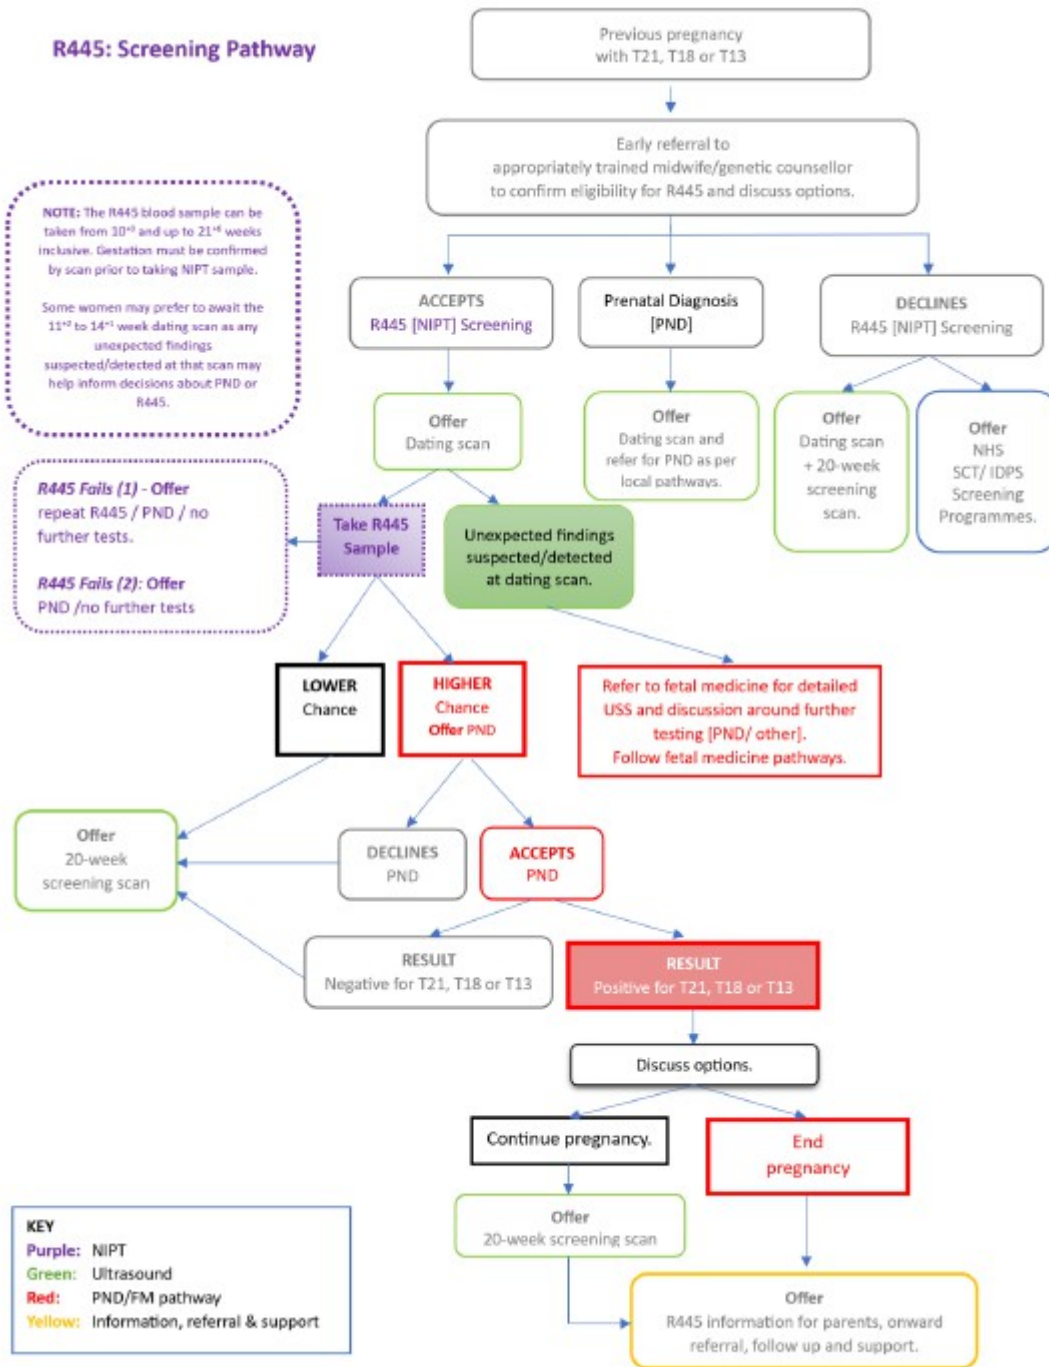 R445: Screening Pathway
Previous pregnancy
with T21, T18 or T13
Early referral to
appropriately trained midwife/genetic counsellor
to confirm eligibility for R445 and discuss options.
NOTE: The R445 blood sample can be
taken from 10⁺⁰ and up to 21⁺⁶ weeks
inclusive. Gestation must be confirmed
by scan prior to taking NIPT sample.
Some women may prefer to await the
11⁺² to 14⁺¹ week dating scan as any
unexpected findings
suspected/detected at that scan may
help inform decisions about PND or
R445.
ACCEPTS
R445 [NIPT] Screening
Prenatal Diagnosis
[PND]
DECLINES
R445 [NIPT] Screening
Offer
Dating scan
Offer
Dating scan and
refer for PND as per
local pathways.
Offer
Dating scan
+ 20-week
screening
scan.
Offer
NHS
SCT/ IDPS
Screening
Programmes.
R445 Fails (1) - Offer
repeat R445 / PND / no
further tests.
R445 Fails (2): Offer
PND /no further tests
Take R445
Sample
Unexpected findings
suspected/detected
at dating scan.
LOWER
Chance
HIGHER
Chance
Offer PND
Refer to fetal medicine for detailed
USS and discussion around further
testing [PND/ other].
Follow fetal medicine pathways.
Offer
20-week
screening scan
DECLINES
PND
ACCEPTS
PND
RESULT
Negative for T21, T18 or T13
RESULT
Positive for T21, T18 or T13
Discuss options.
Continue pregnancy.
End
pregnancy
Offer
20-week screening scan
Offer
R445 information for parents, onward
referral, follow up and support.
KEY
Purple: NIPT
Green: Ultrasound
Red: PND/FM pathway
Yellow: Information, referral & support